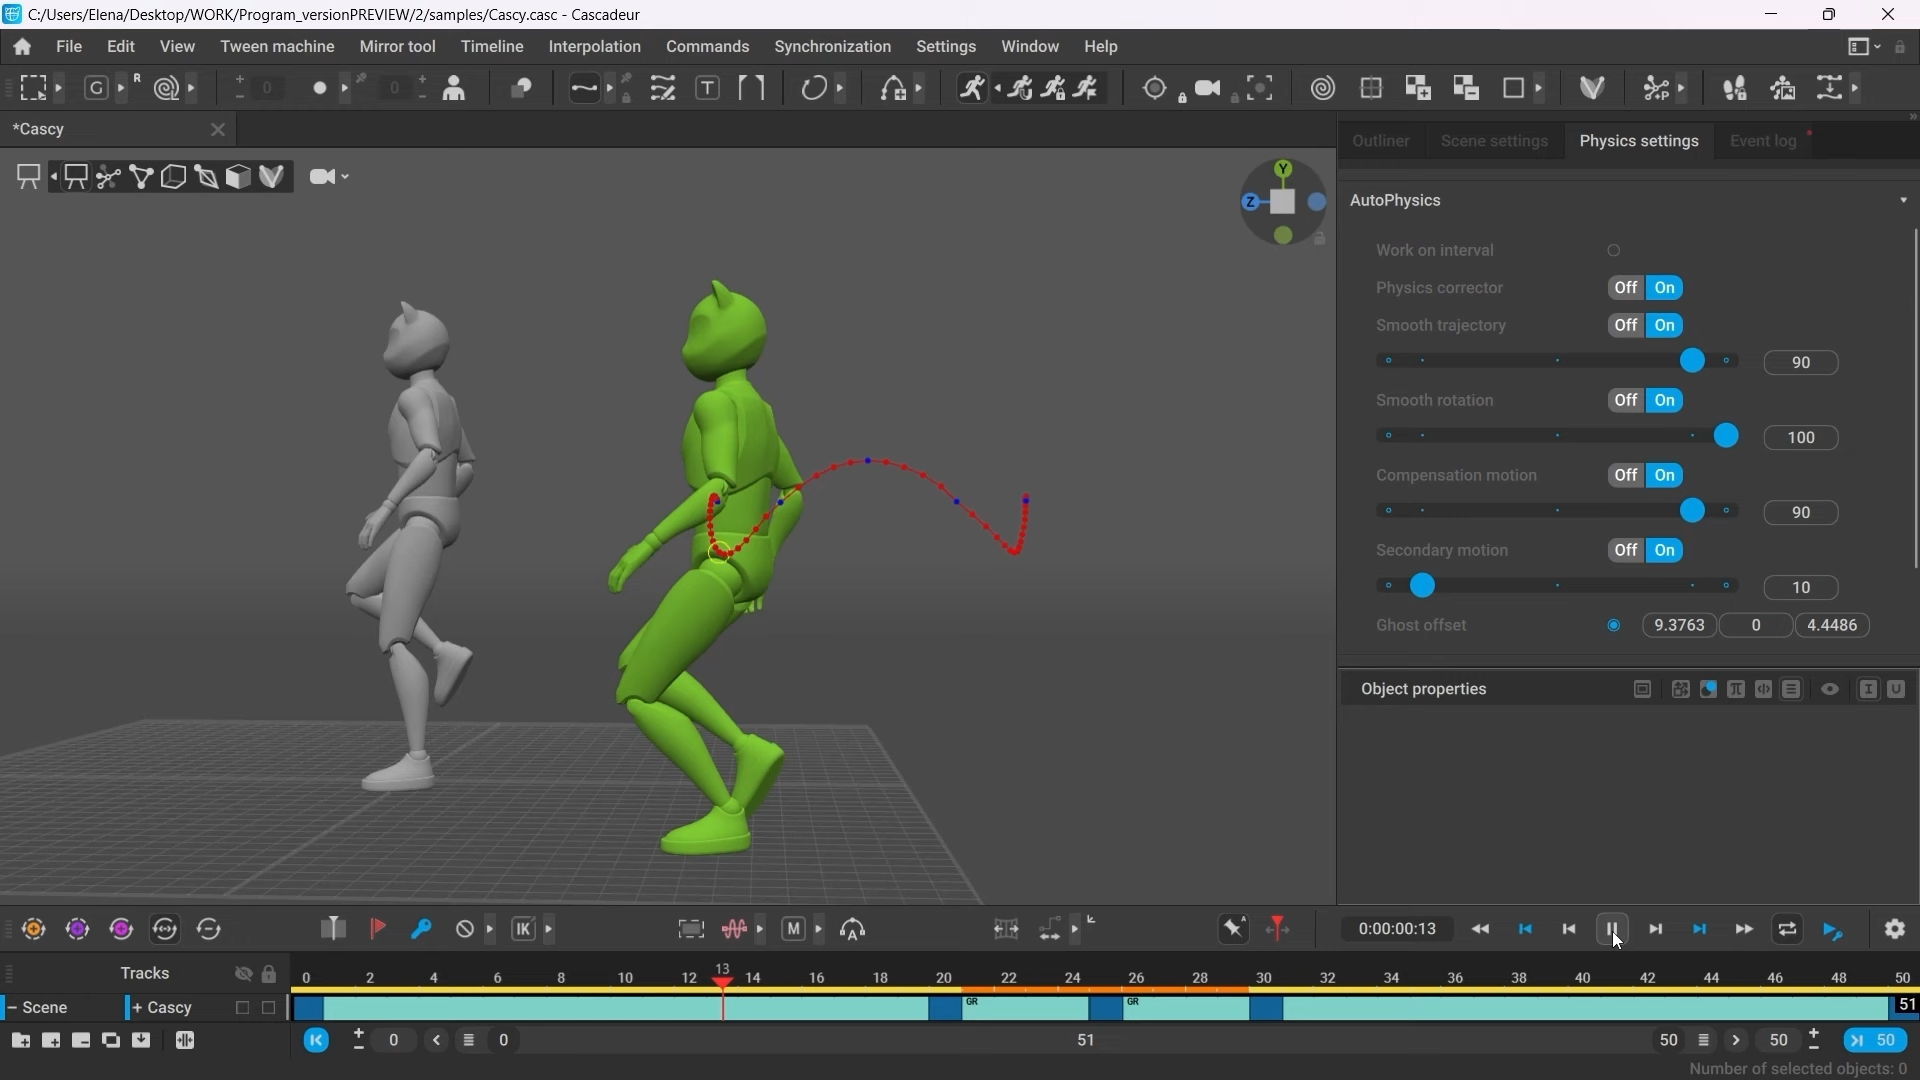 C:/Users/Elena/Desktop/WORK/Program_versionPREVIEW/2/samples/Cascy.casc - Cascadeur
File Edit View Tween machine Mirror tool Timeline Interpolation Commands Synchronization Settings Window Help
G R 0 0 T P
*Cascy
Outliner Scene settings Physics settings Event log
Y
Z
AutoPhysics
Work on interval
Physics corrector Off On
Smooth trajectory Off On
90
Smooth rotation Off On
100
Compensation motion Off On
90
Secondary motion Off On
10
Ghost offset 9.3763 0 4.4486
Object properties I U
IK M A 0:00:00:13
Tracks 0 2 4 6 8 10 12 13 14 16 18 20 22 24 26 28 30 32 34 36 38 40 42 44 46 48 50
Scene + Cascy GR GR 51
0 0 51 50 50 50
Number of selected objects: 0